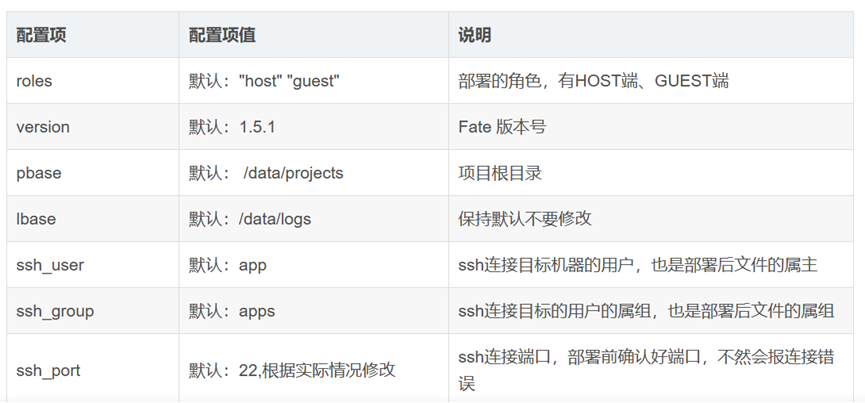 配置项 配置项值 说明
roles 默认："host" "guest" 部署的角色，有HOST端、GUEST端
version 默认：1.5.1 Fate 版本号
pbase 默认： /data/projects 项目根目录
lbase 默认：/data/logs 保持默认不要修改
ssh_user 默认：app ssh连接目标机器的用户，也是部署后文件的属主
ssh_group 默认：apps ssh连接目标的用户的属组，也是部署后文件的属组
ssh_port 默认：22,根据实际情况修改 ssh连接端口，部署前确认好端口，不然会报连接错
误